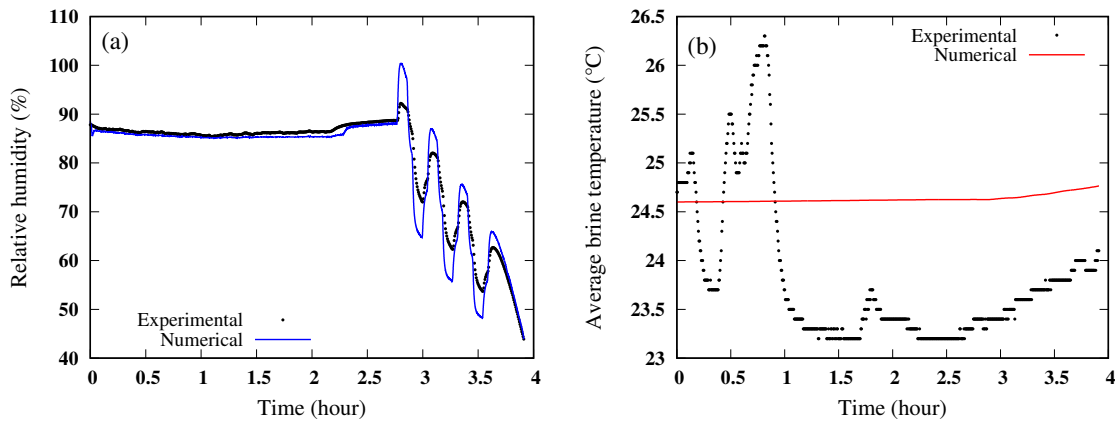 (a)
Relative humidity (%)
110
100
90
80
70
60
50
40
Experimental
Numerical
0 0.5 1 1.5 2 2.5 3 3.5 4
Time (hour)
(b)
Average brine temperature (°C)
26.5
26
25.5
25
24.5
24
23.5
23
Experimental
Numerical
0 0.5 1 1.5 2 2.5 3 3.5 4
Time (hour)